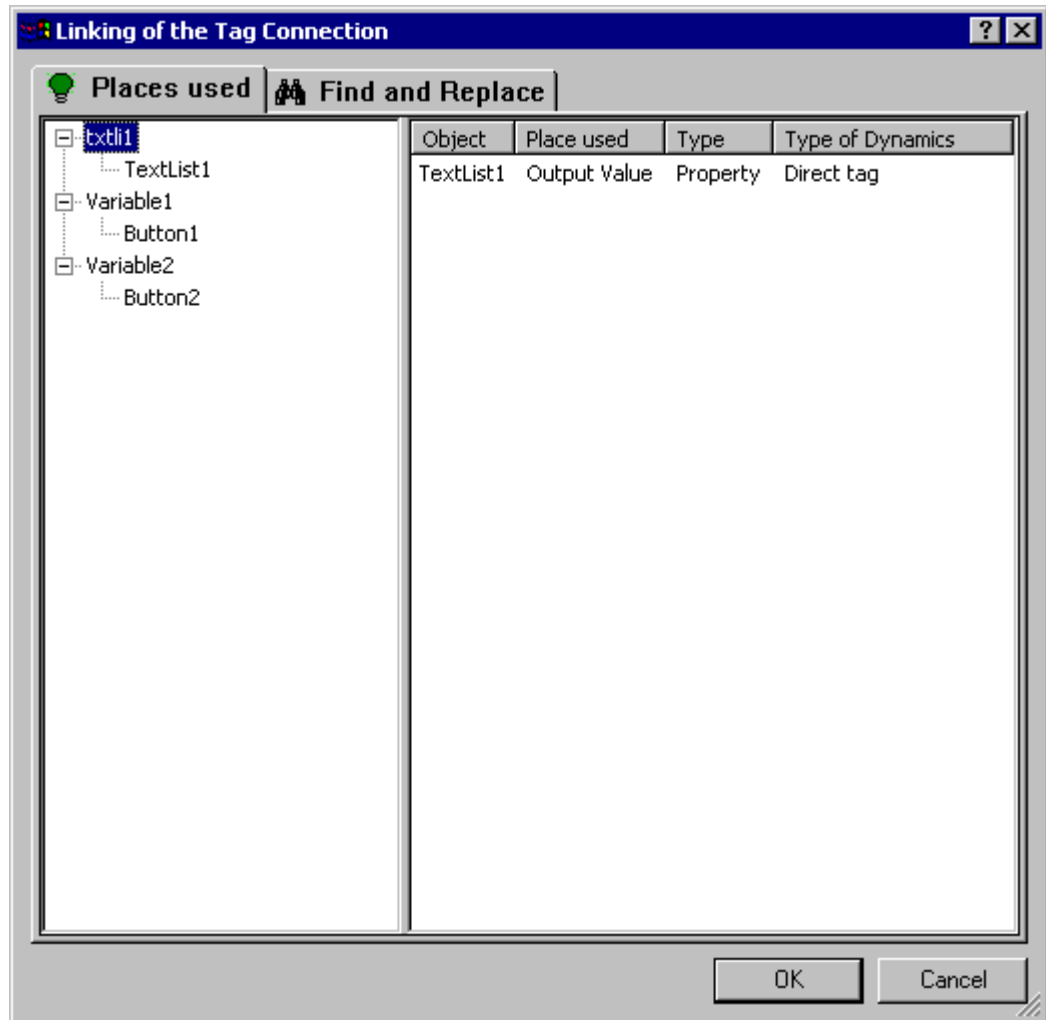 Linking of the Tag Connection
Places used
Find and Replace
txtli1
TextList1
Variable1
Button1
Variable2
Button2
Object Place used Type Type of Dynamics
TextList1 Output Value Property Direct tag
OK Cancel